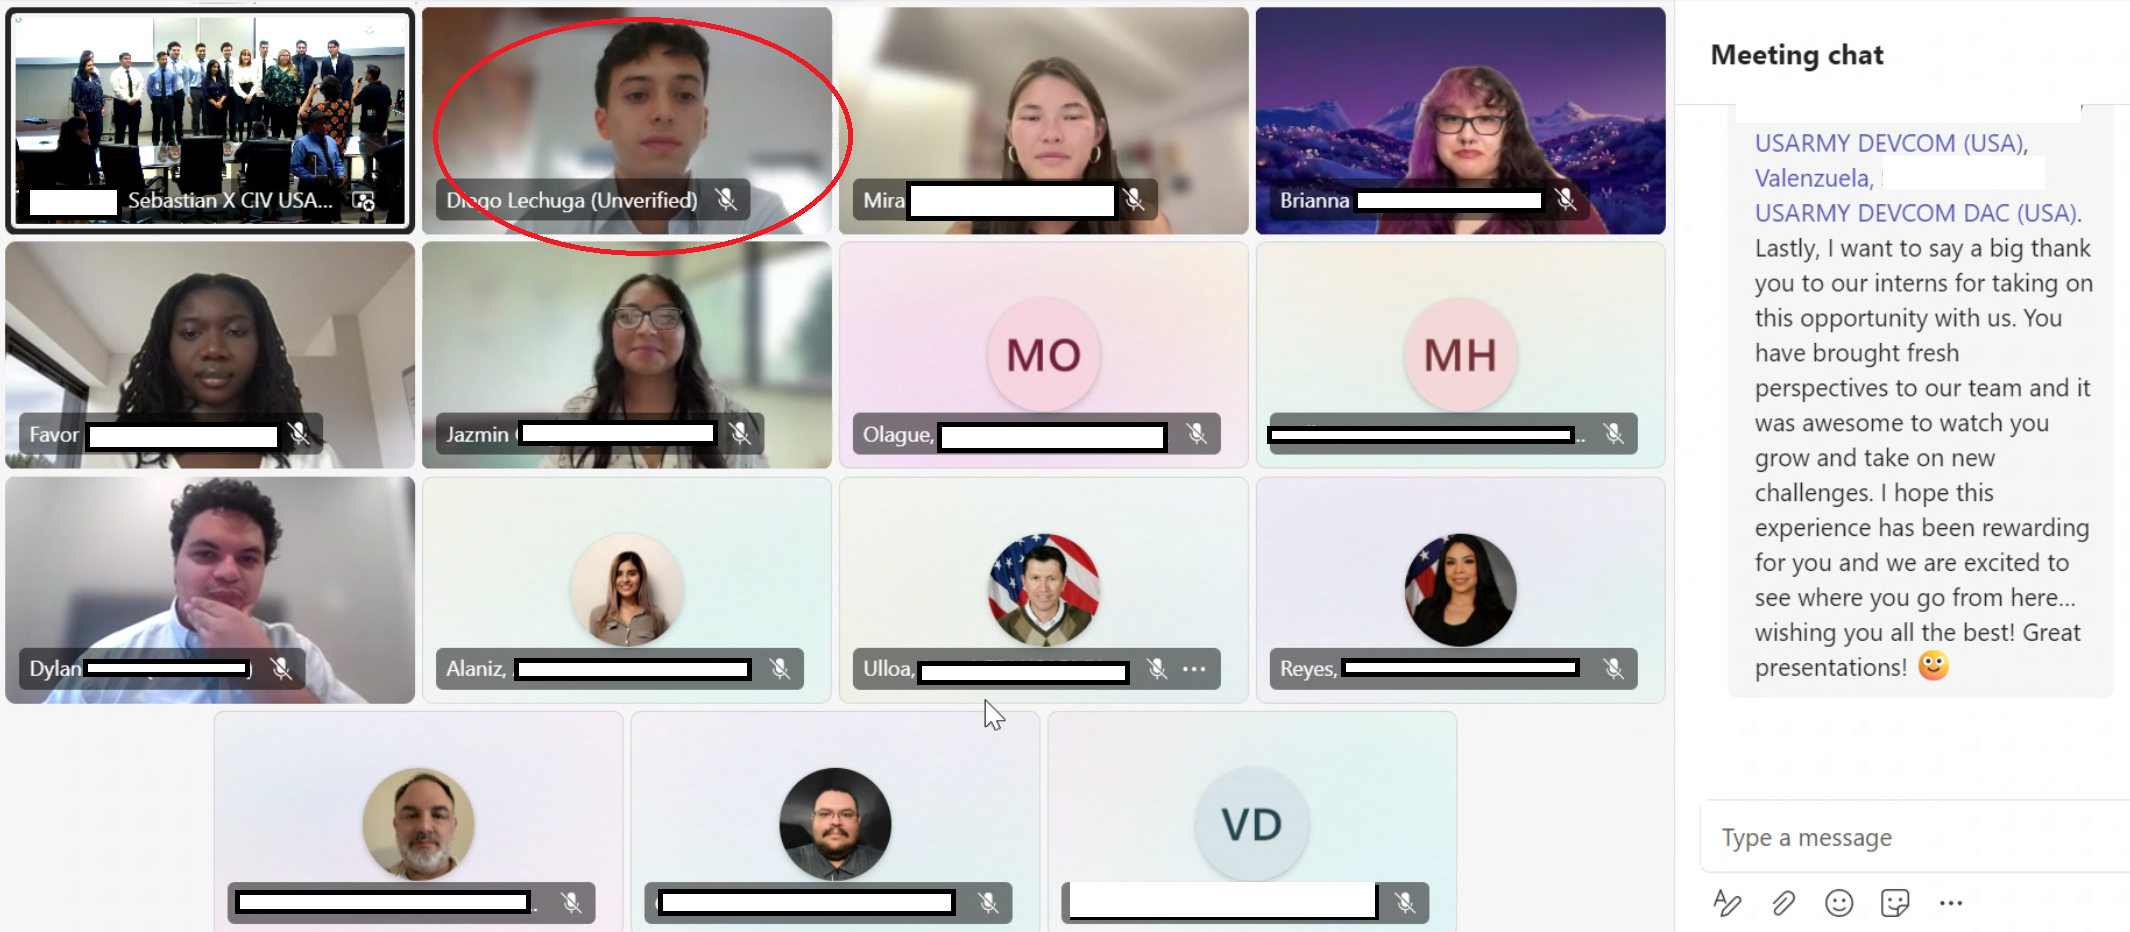 Sebastian X CIV USA...
Diego Lechuga (Unverified)
Mira
Brianna
Favor
Jazmin
MO
Olague,
MH
..
Dylan
Alaniz,
Ulloa,
Reyes,
VD
Meeting chat
USARMY DEVCOM (USA),
Valenzuela,
USARMY DEVCOM DAC (USA).
Lastly, I want to say a big thank
you to our interns for taking on
this opportunity with us. You
have brought fresh
perspectives to our team and it
was awesome to watch you
grow and take on new
challenges. I hope this
experience has been rewarding
for you and we are excited to
see where you go from here...
wishing you all the best! Great
presentations!
Type a message